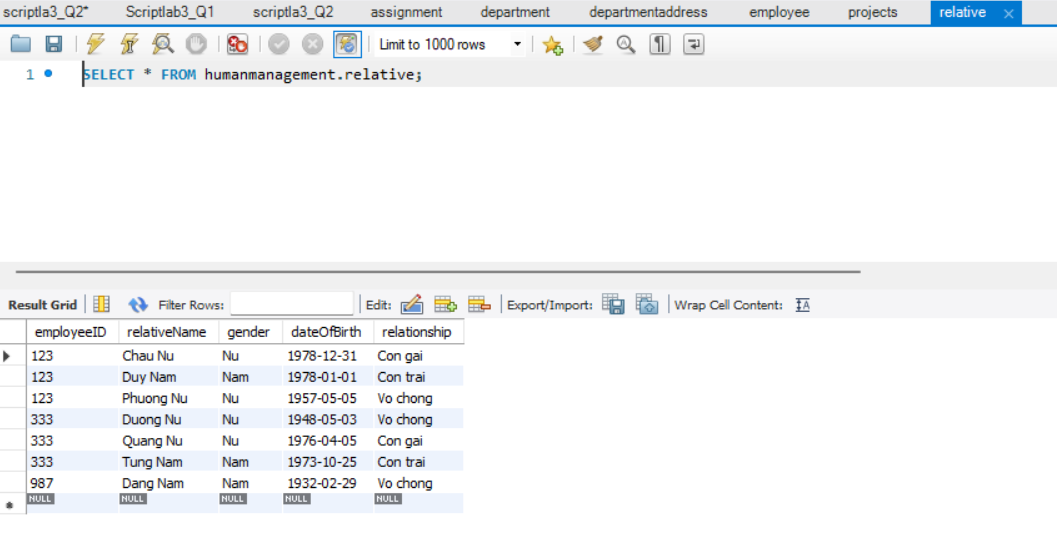 scriptla3_Q2* Scriptlab3_Q1 scriptla3_Q2 assignment department departmentaddress employee projects relative
Limit to 1000 rows
1 SELECT * FROM humanmanagement.relative;
Result Grid Filter Rows: Edit: Export/Import: Wrap Cell Content: IA
employeeID relativeName gender dateOfBirth relationship
123 Chau Nu Nu 1978-12-31 Con gai
123 Duy Nam Nam 1978-01-01 Con trai
123 Phuong Nu Nu 1957-05-05 Vo chong
333 Duong Nu Nu 1948-05-03 Vo chong
333 Quang Nu Nu 1976-04-05 Con gai
333 Tung Nam Nam 1973-10-25 Con trai
987 Dang Nam Nam 1932-02-29 Vo chong
NULL NULL NULL NULL NULL